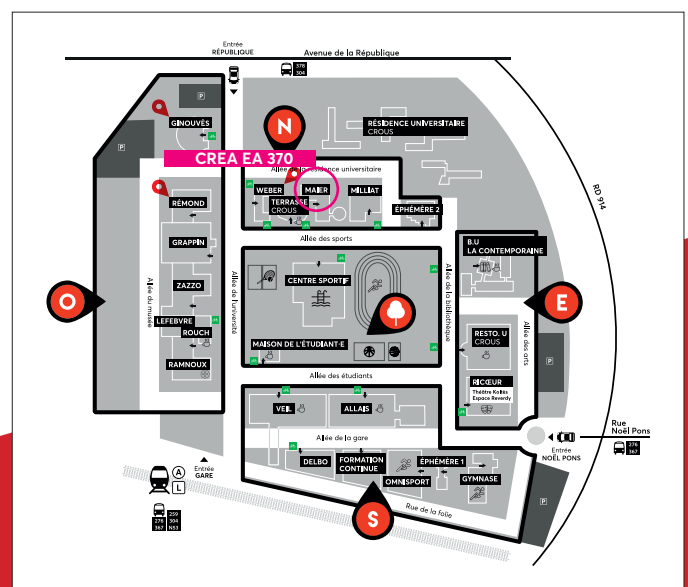 Entrée
RÉPUBLIQUE
Avenue de la République
378
304
P
P
GINOUVÈS
N
RÉSIDENCE UNIVERSITAIRE
CROUS
CREA EA 370
Allée de la résidence universitaire
WEBER
MAIER
MILLIAT
TERRASSE
CROUS
ÉPHÉMÈRE 2
RÉMOND
GRAPPIN
Allée des sports
RD 914
B.U
LA CONTEMPORAINE
ZAZZO
CENTRE SPORTIF
Allée du musée
Allée de l'université
Allée de la bibliothèque
O
E
LEFEBVRE
ROUCH
RAMNOUX
MAISON DE L'ÉTUDIANT·E
RESTO. U
CROUS
Allée des arts
Allée des étudiants
RICŒUR
Théâtre Koltès
Espace Reverdy
VEIL
ALLAIS
Allée de la gare
Rue
Noël Pons
276
367
Entrée
NOËL PONS
DELBO
FORMATION
CONTINUE
ÉPHÉMÈRE 1
OMNISPORT
GYMNASE
Entrée
GARE
A
L
P
S
Rue de la folie
276
367
259
304
N53